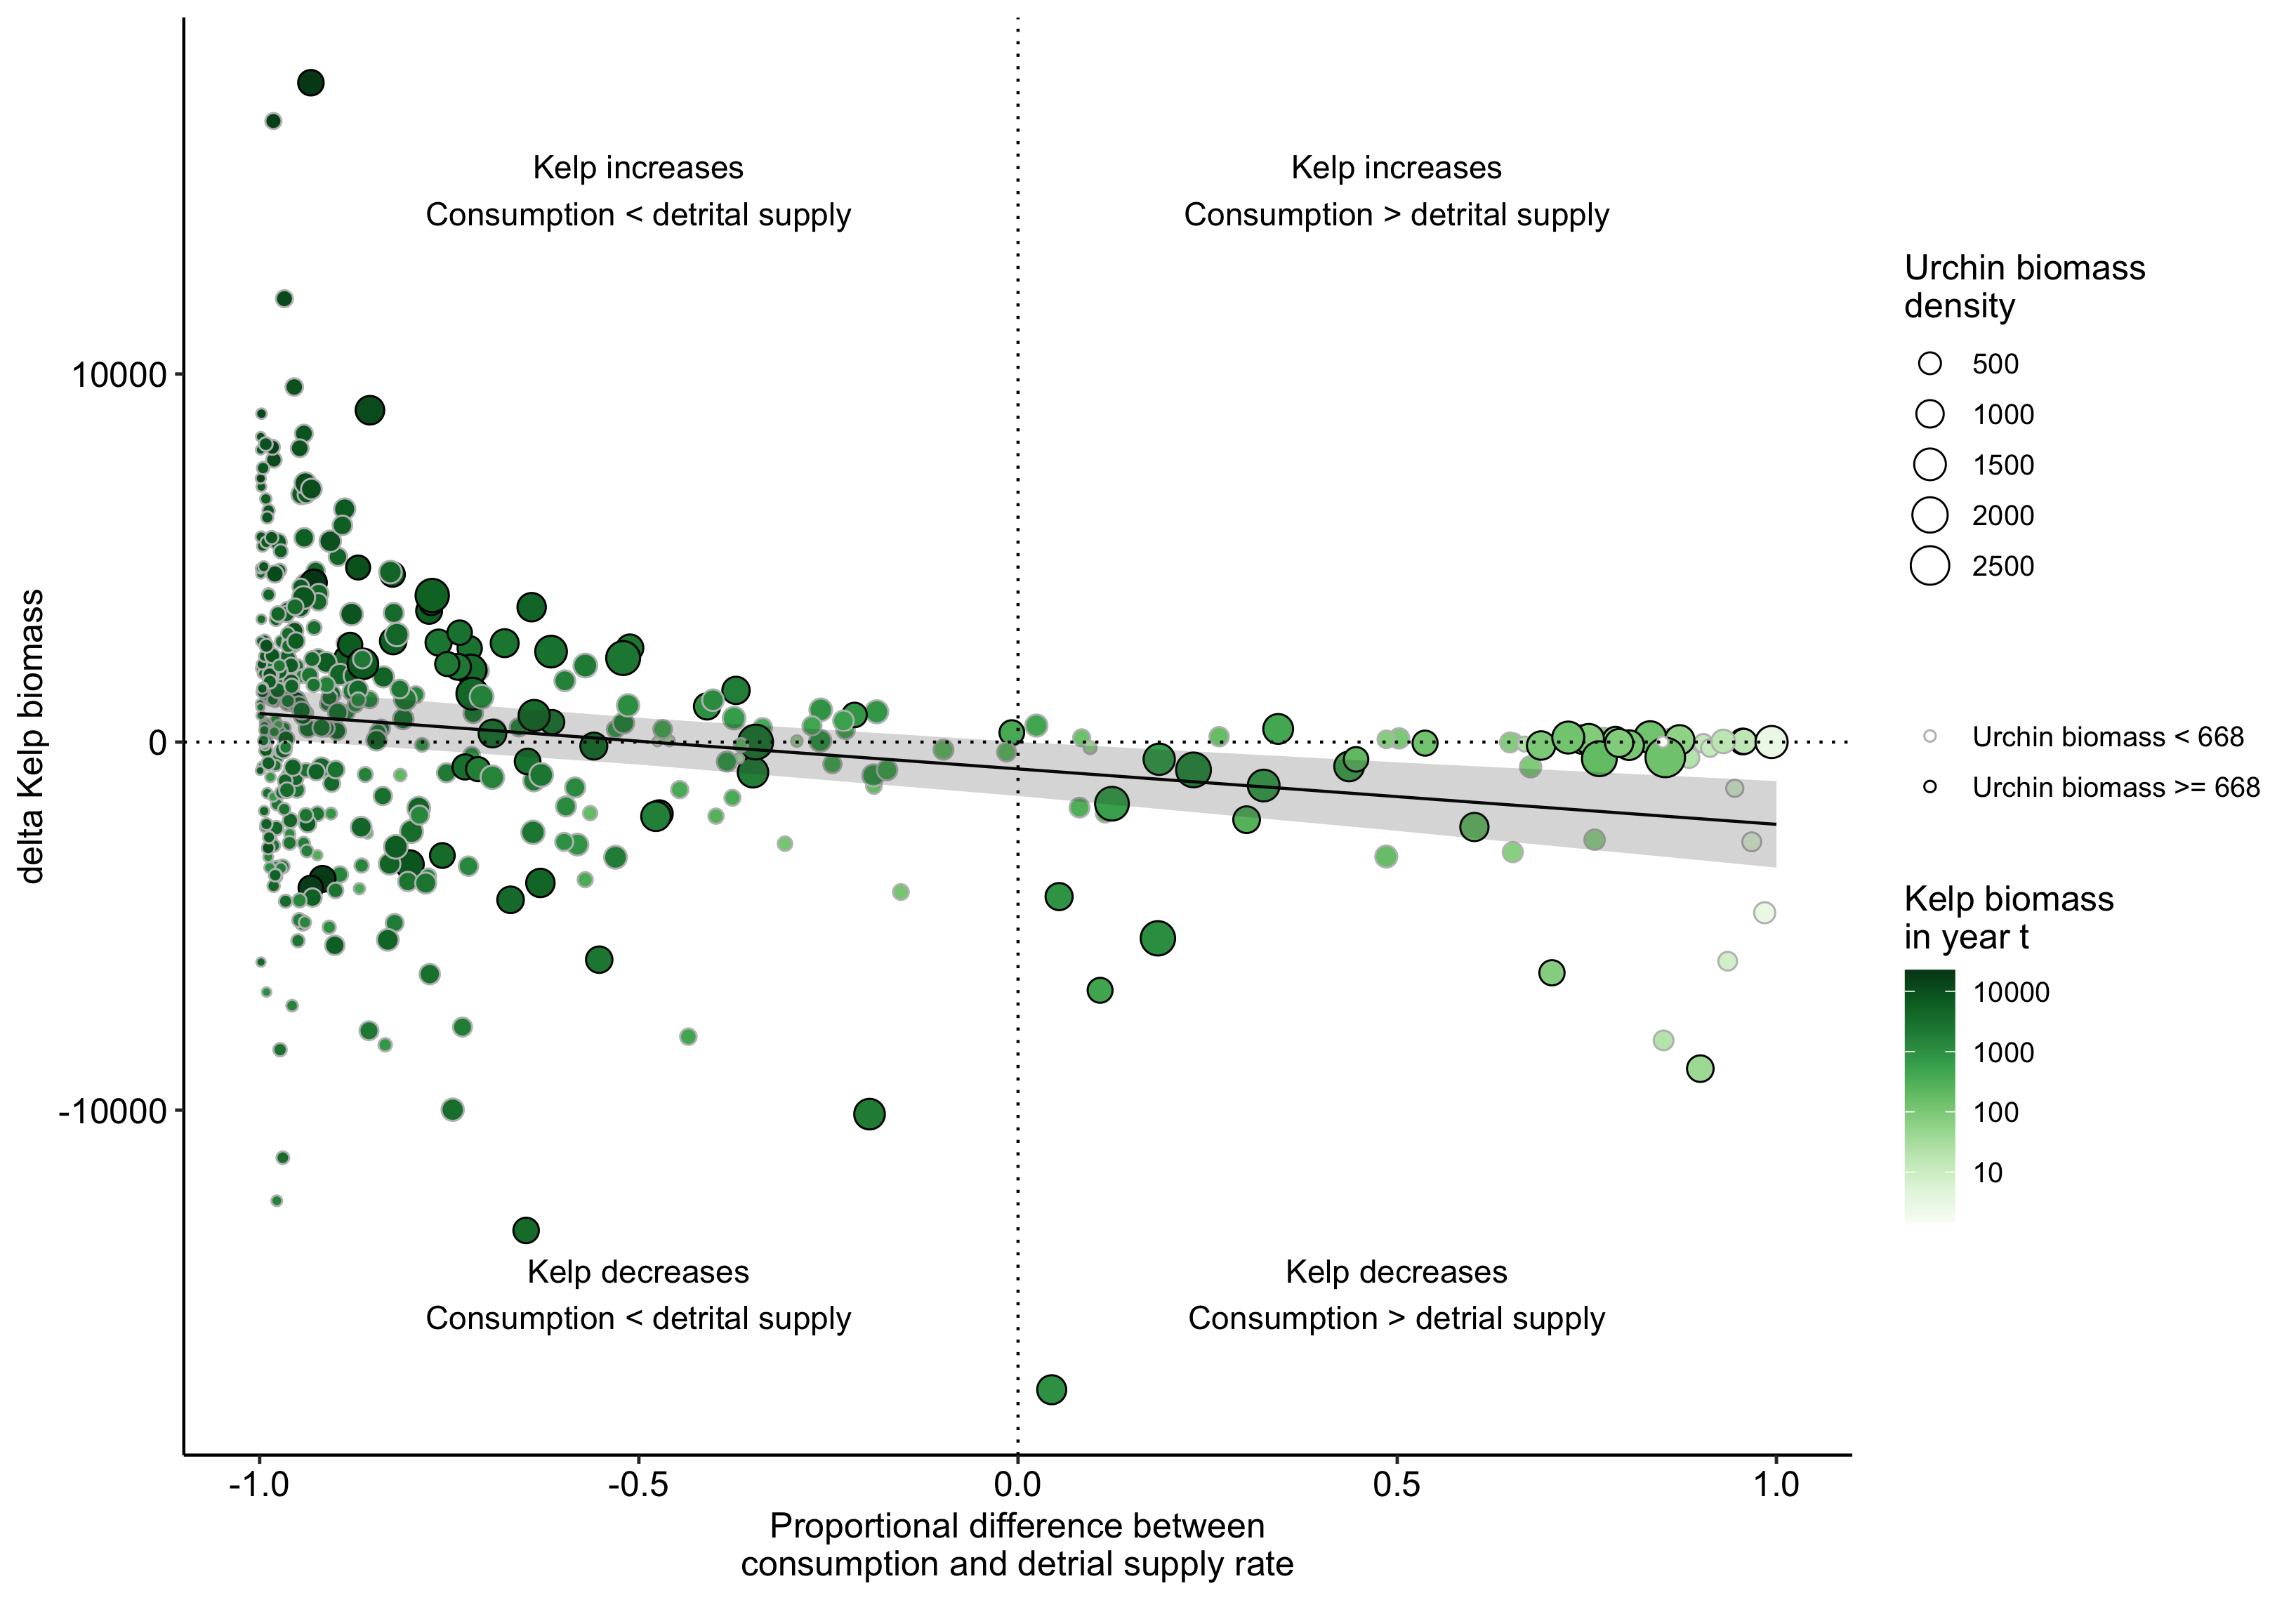 Kelp increases
Consumption < detrital supply
Kelp increases
Consumption > detrital supply
Kelp decreases
Consumption < detrital supply
Kelp decreases
Consumption > detrial supply
delta Kelp biomass
10000
0
-10000
-1.0
-0.5
0.0
0.5
1.0
Proportional difference between
consumption and detrial supply rate
Urchin biomass
density
500
1000
1500
2000
2500
Urchin biomass < 668
Urchin biomass >= 668
Kelp biomass
in year t
10000
1000
100
10